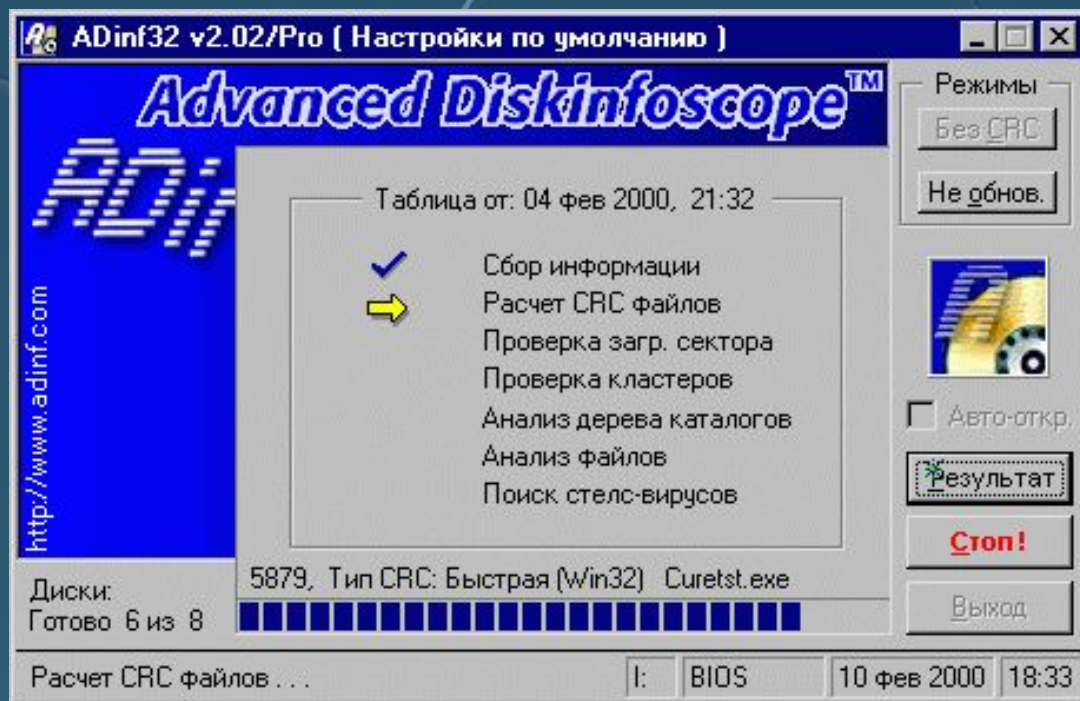 ADinf32 v2.02/Pro ( Настройки по умолчанию )
Advanced Diskinfoscope™
ADinf
http://www.adinf.com
Таблица от: 04 фев 2000, 21:32
Сбор информации
Расчет CRC файлов
Проверка загр. сектора
Проверка кластеров
Анализ дерева каталогов
Анализ файлов
Поиск стелс-вирусов
5879, Тип CRC: Быстрая (Win32) Curetst.exe
Диски:
Готово 6 из 8
Режимы
Без CRC
Не обнов.
Авто-откр.
Результат
Стоп!
Выход
Расчет CRC файлов . . .
I:
BIOS
10 фев 2000
18:33